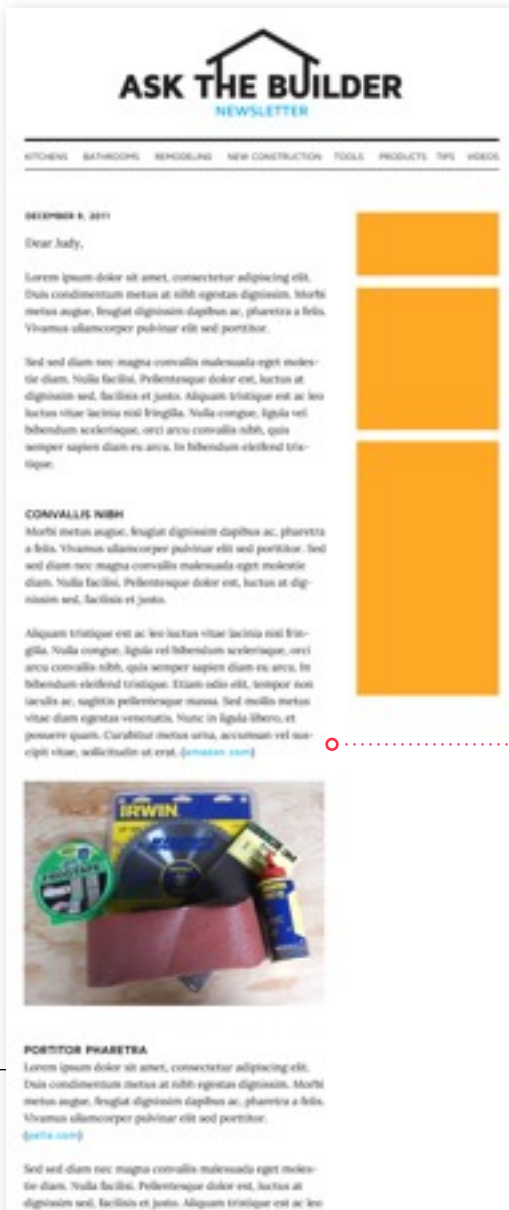 ASK THE BUILDER
NEWSLETTER
KITCHENS BATHROOMS REMODELING NEW CONSTRUCTION TOOLS PRODUCTS TIPS VIDEOS
DECEMBER 9, 2011
Dear Judy,
Lorem ipsum dolor sit amet, consectetur adipiscing elit.
Duis condimentum metus at nibh egestas dignissim. Morbi
metus augue, feugiat dignissim dapibus ac, pharetra a felis.
Vivamus ullamcorper pulvinar elit sed porttitor.
Sed sed diam nec magna convallis malesuada eget moles-
tie diam. Nulla facilisi. Pellentesque dolor est, luctus at
dignissim sed, facilisis et justo. Aliquam tristique est ac leo
luctus vitae lacinia nisl fringilla. Nulla congue, ligula vel
bibendum scelerisque, orci arcu convallis nibh, quis
semper sapien diam eu arcu. In bibendum eleifend tris-
tique.
CONVALLIS NIBH
Morbi metus augue, feugiat dignissim dapibus ac, pharetra
a felis. Vivamus ullamcorper pulvinar elit sed porttitor. Sed
sed diam nec magna convallis malesuada eget molestie
diam. Nulla facilisi. Pellentesque dolor est, luctus at dig-
nissim sed, facilisis et justo.
Aliquam tristique est ac leo luctus vitae lacinia nisl frin-
gilla. Nulla congue, ligula vel bibendum scelerisque, orci
arcu convallis nibh, quis semper sapien diam eu arcu. In
bibendum eleifend tristique. Etiam odio elit, tempor non
iaculis ac, sagittis pellentesque massa. Sed mollis metus
vitae diam egestas venenatis. Nunc in ligula libero, et
posuere quam. Curabitur metus urna, accumsan vel sus-
cipit vitae, sollicitudin ut erat. (amazon.com)
IRWIN
FROGTAPE
PORTITOR PHARETRA
Lorem ipsum dolor sit amet, consectetur adipiscing elit.
Duis condimentum metus at nibh egestas dignissim. Morbi
metus augue, feugiat dignissim dapibus ac, pharetra a felis.
Vivamus ullamcorper pulvinar elit sed porttitor.
(pella.com)
Sed sed diam nec magna convallis malesuada eget moles-
tie diam. Nulla facilisi. Pellentesque dolor est, luctus at
dignissim sed, facilisis et justo. Aliquam tristique est ac leo